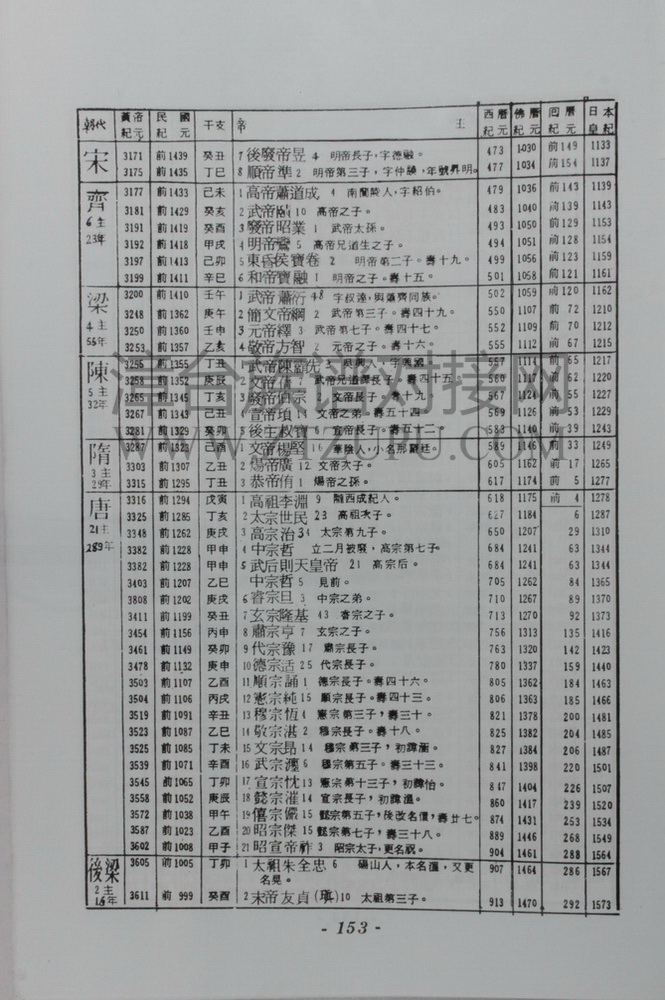 朝代 黃帝紀元 民國紀元 干支 帝 王 西曆紀元 佛曆紀元 回曆紀元 日本皇紀
宋 3171 前1439 癸丑 7後廢帝昱 4 明帝長子，字德融。 473 1030 前149 1133
3175 前1435 丁巳 8順帝準 2 明帝第三子，字仲謨，年號昇明。 477 1034 前154 1137
齊 6主 23年 3177 前1433 己未 1高帝蕭道成 4 南蘭陵人，字紹伯。 479 1036 前143 1139
3181 前1429 癸亥 2武帝賾 10 高帝之子。 483 1040 前139 1143
3191 前1419 癸酉 3廢帝昭業 1 武帝太孫。 493 1050 前129 1153
3192 前1418 甲戌 4明帝鸞 5 高帝兄道生之子。 494 1051 前128 1154
3197 前1413 己卯 5東昏侯寶卷 2 明帝第二子。壽十九。 499 1056 前123 1159
3199 前1411 辛巳 6和帝寶融 1 明帝之子。壽十五。 501 1058 前121 1161
梁 4主 55年 3200 前1410 壬午 1武帝蕭衍 48 字叔達，與蕭齊同族。 502 1059 前120 1162
3248 前1362 庚午 2簡文帝綱 2 武帝第三子。壽四十九。 550 1107 前72 1210
3250 前1360 壬申 3元帝繹 3 武帝第七子。壽四十七。 552 1109 前70 1212
3253 前1357 乙亥 4敬帝方智 2 元帝之子。壽十六。 555 1112 前67 1215
陳 5主 32年 3255 前1355 丁丑 1武帝陳霸先 557 1114 前65 1217
3258 前1352 庚辰 2文帝蒨 7 武帝兄道譚長子。壽四十五。 560 1117 前62 1220
3265 前1345 丁亥 3廢帝伯宗 2 文帝長子。壽十九。 567 1124 前55 1227
3267 前1343 己丑 4宣帝頊 14 文帝之弟。壽五十四。 569 1126 前53 1229
3281 前1329 癸卯 5後主叔寶 6 宣帝長子。壽五十二。 583 1140 前39 1243
隋 3主 29年 3287 前1323 己酉 1文帝楊堅 16 華陰人，小名那羅延。 589 1146 前33 1249
3303 前1307 乙丑 2煬帝廣 12 文帝次子。 605 1162 前17 1265
3315 前1295 丁丑 3恭帝侑 1 煬帝之孫。 617 1174 前5 1277
唐 21主 289年 3316 前1294 戊寅 1高祖李淵 9 隴西成紀人。 618 1175 前4 1278
3325 前1285 丁亥 2太宗世民 23 高祖次子。 627 1184 6 1287
3348 前1262 庚戌 3高宗治 34 太宗第九子。 650 1207 29 1310
3382 前1228 甲申 4中宗哲 立二月被廢，高宗第七子。 684 1241 63 1344
3382 前1228 甲申 5武后則天皇帝 21 高宗后。 684 1241 63 1344
3403 前1207 乙巳 中宗哲 5 見前。 705 1262 84 1365
3808 前1202 庚戌 6睿宗旦 3 中宗之弟。 710 1267 89 1370
3411 前1199 癸丑 7玄宗隆基 43 睿宗之子。 713 1270 92 1373
3454 前1156 丙申 8肅宗亨 7 玄宗之子。 756 1313 135 1416
3461 前1149 癸卯 9代宗豫 17 肅宗長子。 763 1320 142 1423
3478 前1132 庚申 10德宗适 25 代宗長子。 780 1337 159 1440
3503 前1107 乙酉 11順宗誦 1 德宗長子。壽四十六。 805 1362 184 1463
3504 前1106 丙戌 12憲宗純 15 順宗長子。壽四十三。 806 1363 185 1466
3519 前1091 辛丑 13穆宗恆 4 憲宗第三子，壽三十。 821 1378 200 1481
3523 前1087 乙巳 14敬宗湛 2 穆宗長子。壽十八。 825 1382 204 1485
3525 前1085 丁未 15文宗昂 14 穆宗第三子，初諱涵。 827 1384 206 1487
3539 前1071 辛酉 16武宗瀍 6 穆宗第五子。壽三十三。 841 1398 220 1501
3545 前1065 丁卯 17宣宗忱 13 憲宗第十三子，初諱怡。 847 1404 226 1507
3558 前1052 庚辰 18懿宗漼 14 宣宗長子，初諱溫。 860 1417 239 1520
3572 前1038 甲午 19僖宗儼 15 懿宗第五子，後改名儇，壽廿七。 874 1431 253 1534
3587 前1023 乙酉 20昭宗傑 15 懿宗第七子，壽三十八。 889 1446 268 1549
3602 前1008 甲子 21昭宣帝祚 3 昭宗太子，更名柷。 904 1461 288 1564
後梁 2主 16年 3605 前1005 丁卯 1太祖朱全忠 6 碭山人，本名溫，又更名晃。 907 1464 286 1567
3611 前999 癸酉 2末帝友貞(瑱)10 太祖第三子。 913 1470 292 1573
- 153 -